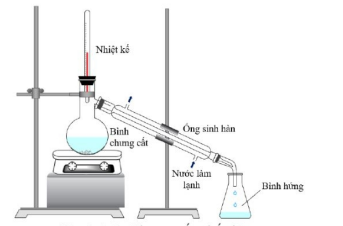 Nhiệt kế
Ống sinh hàn
Bình
chưng cất
Nước làm
lạnh
Bình hứng